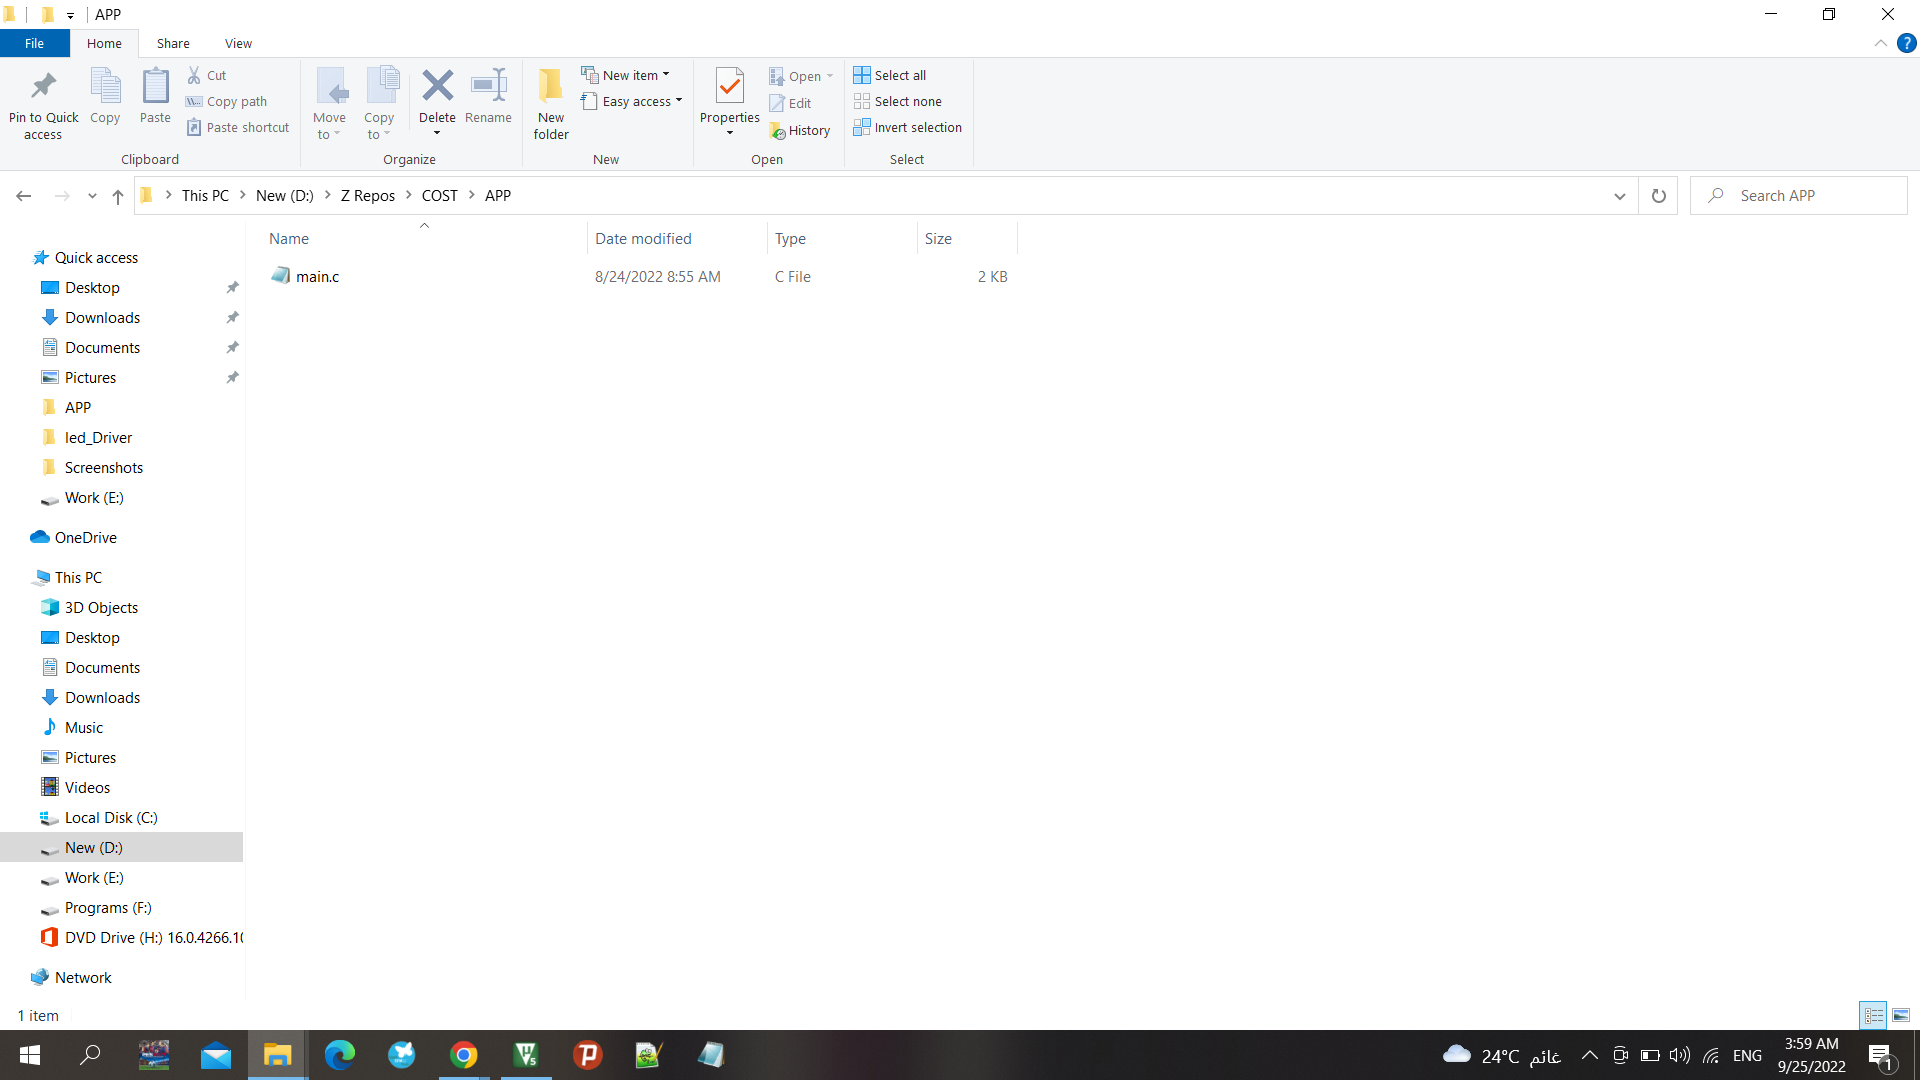 APP
File Home Share View
Pin to Quick access
Copy
Paste
Cut
Copy path
Paste shortcut
Clipboard
Move to
Copy to
Delete
Rename
Organize
New folder
New item
Easy access
New
Properties
Open
Edit
History
Open
Select all
Select none
Invert selection
Select
This PC New (D:) Z Repos COST APP
Search APP
Name Date modified Type Size
main.c 8/24/2022 8:55 AM C File 2 KB
Quick access
Desktop
Downloads
Documents
Pictures
APP
led_Driver
Screenshots
Work (E:)
OneDrive
This PC
3D Objects
Desktop
Documents
Downloads
Music
Pictures
Videos
Local Disk (C:)
New (D:)
Work (E:)
Programs (F:)
DVD Drive (H:) 16.0.4266.10
Network
1 item
24°C غائم
ENG
3:59 AM
9/25/2022
1